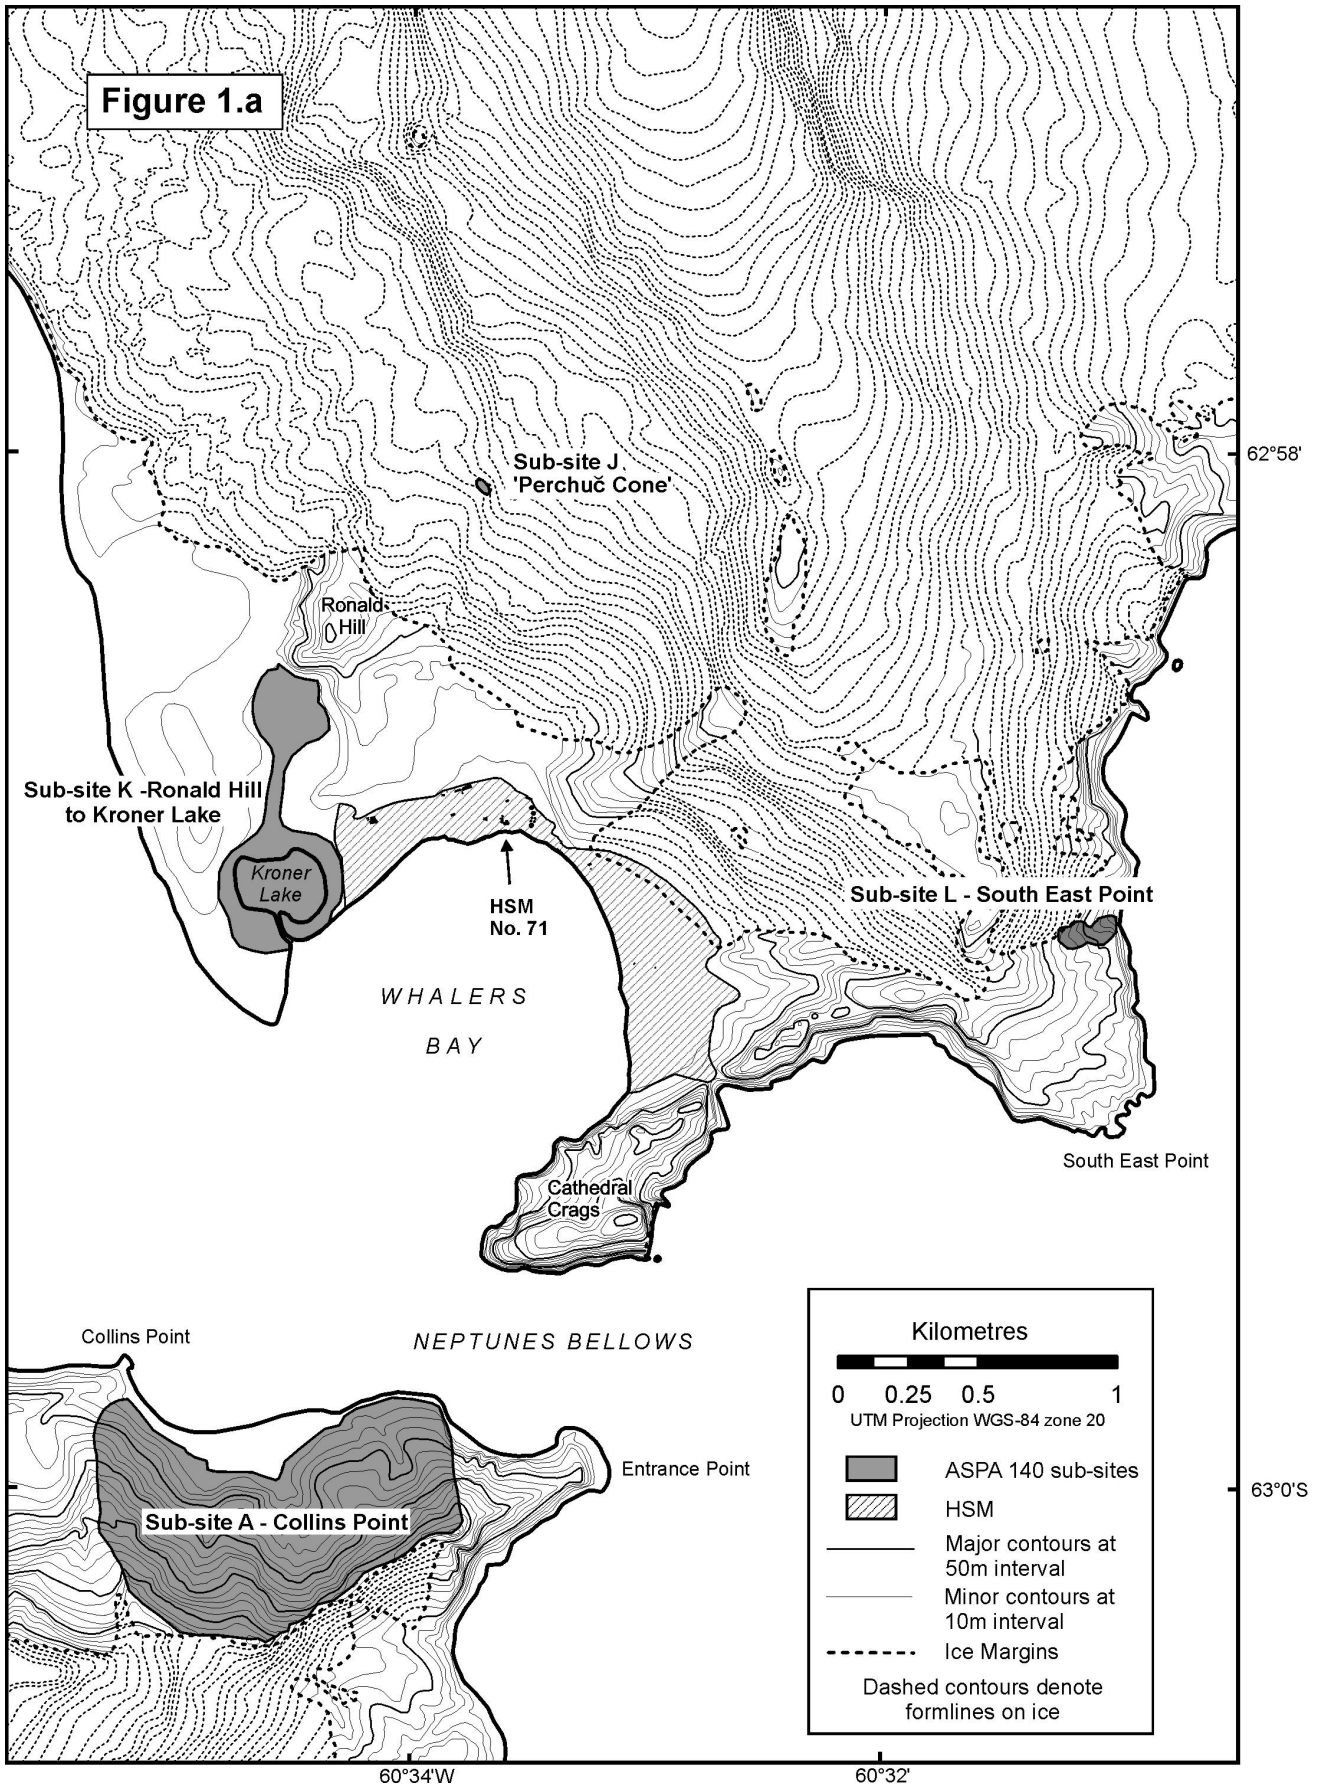 Figure 1.a
Sub-site J
'Perchuč Cone'
62°58'
Ronald
Hill
Sub-site K -Ronald Hill
to Kroner Lake
Kroner
Lake
HSM
No. 71
Sub-site L - South East Point
WHALERS
BAY
South East Point
Cathedral
Crags
Collins Point
NEPTUNES BELLOWS
Entrance Point
Sub-site A - Collins Point
63°0'S
Kilometres
0 0.25 0.5 1
UTM Projection WGS-84 zone 20
ASPA 140 sub-sites
HSM
Major contours at
50m interval
Minor contours at
10m interval
Ice Margins
Dashed contours denote
formlines on ice
60°34'W
60°32'